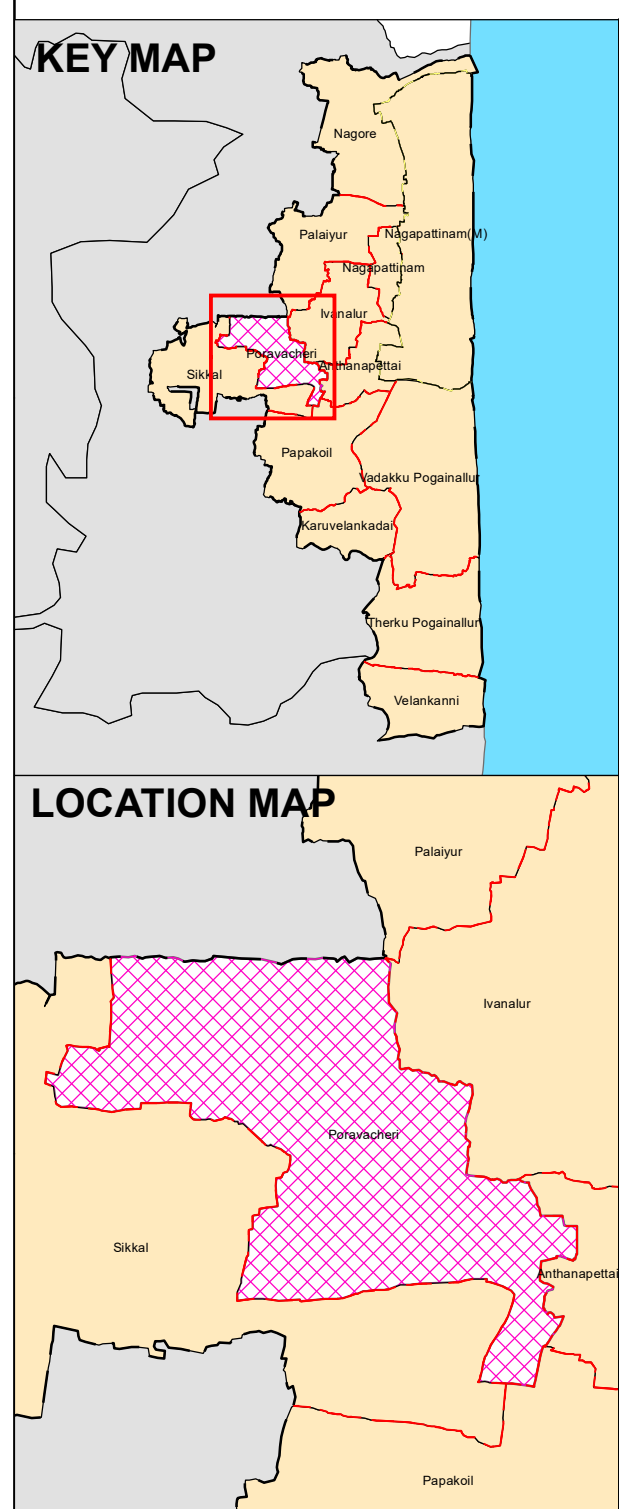 KEY MAP
Nagore
Palaiyur
Nagapattinam(M)
Nagapattinam
Ivanalur
Poravacheri
Anthanapettai
Sikkal
Papakoil
Vadakku Pogainallur
Karuvelankadai
Therku Pogainallur
Velankanni
LOCATION MAP
Palaiyur
Ivanalur
Poravacheri
Sikkal
Anthanapettai
Papakoil